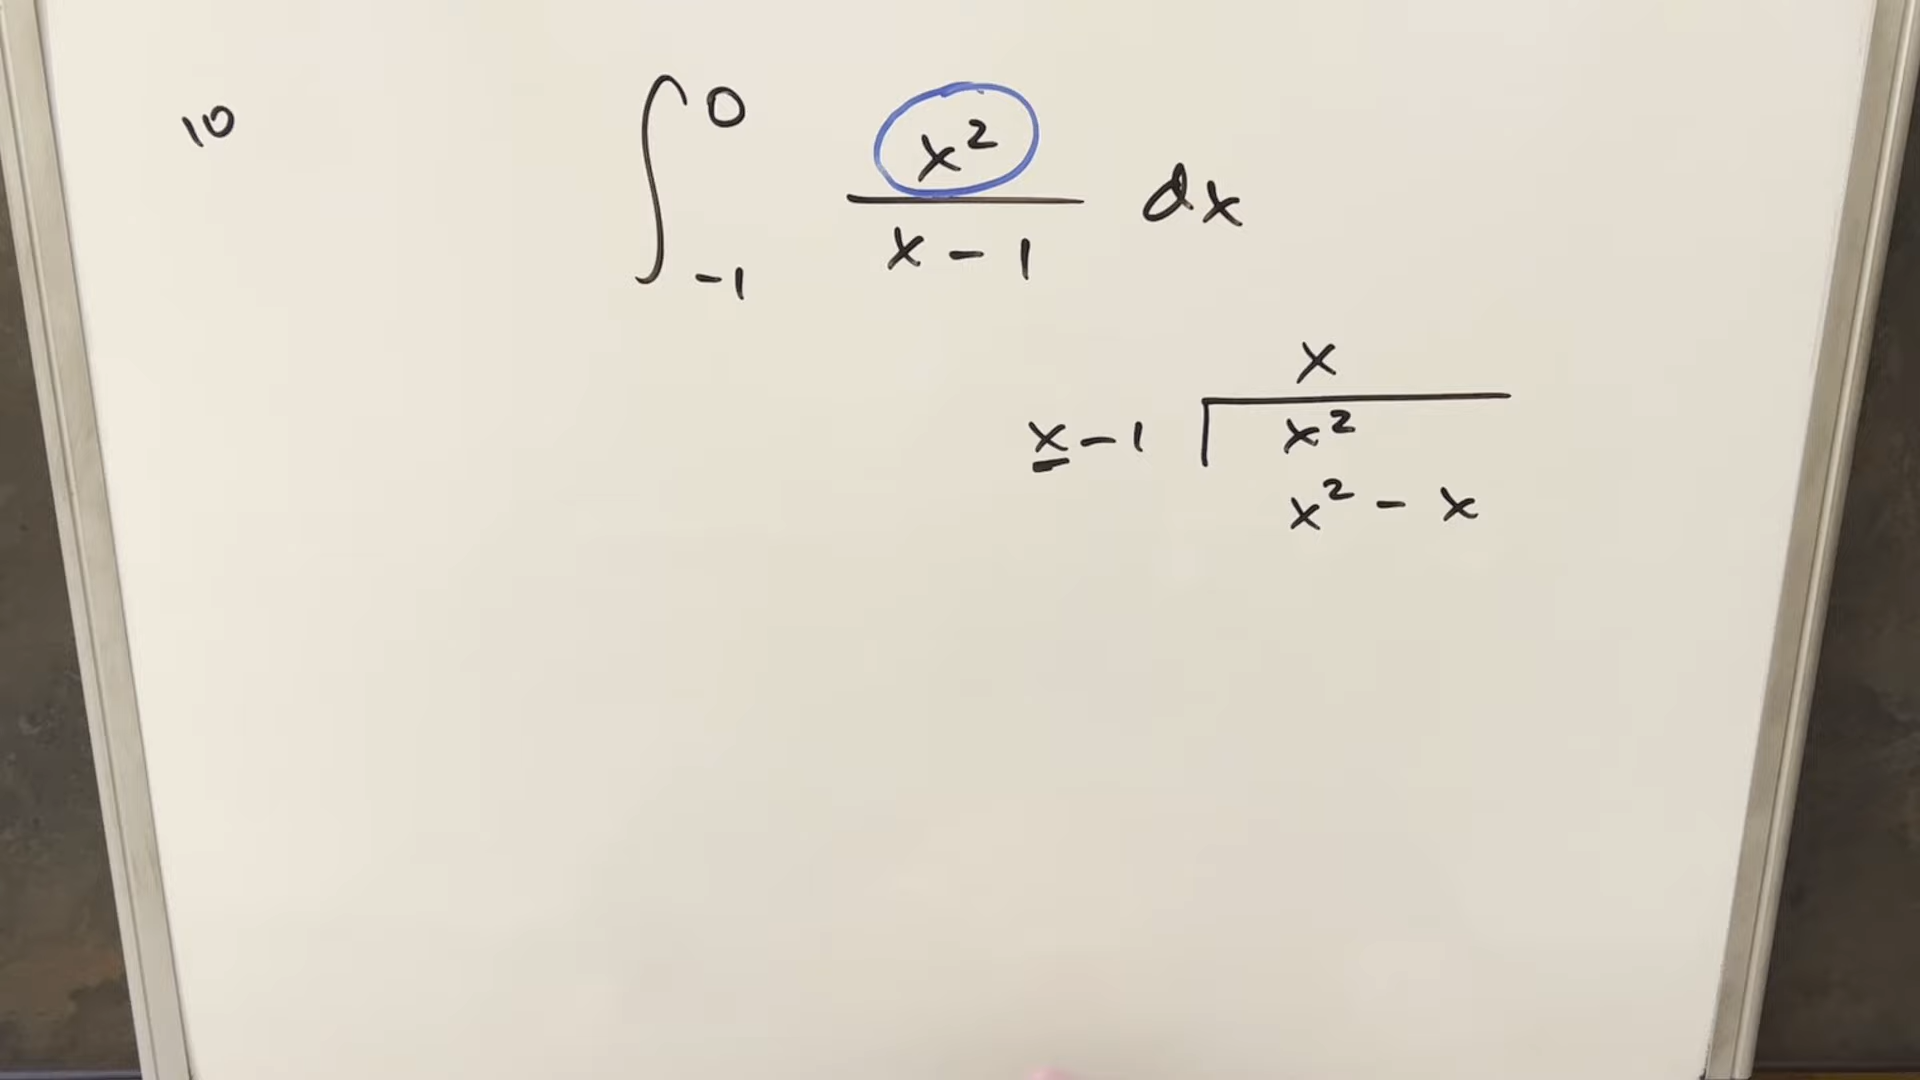 10
∫₋₁⁰ x²/(x - 1) dx
x
x - 1 x²
x² - x